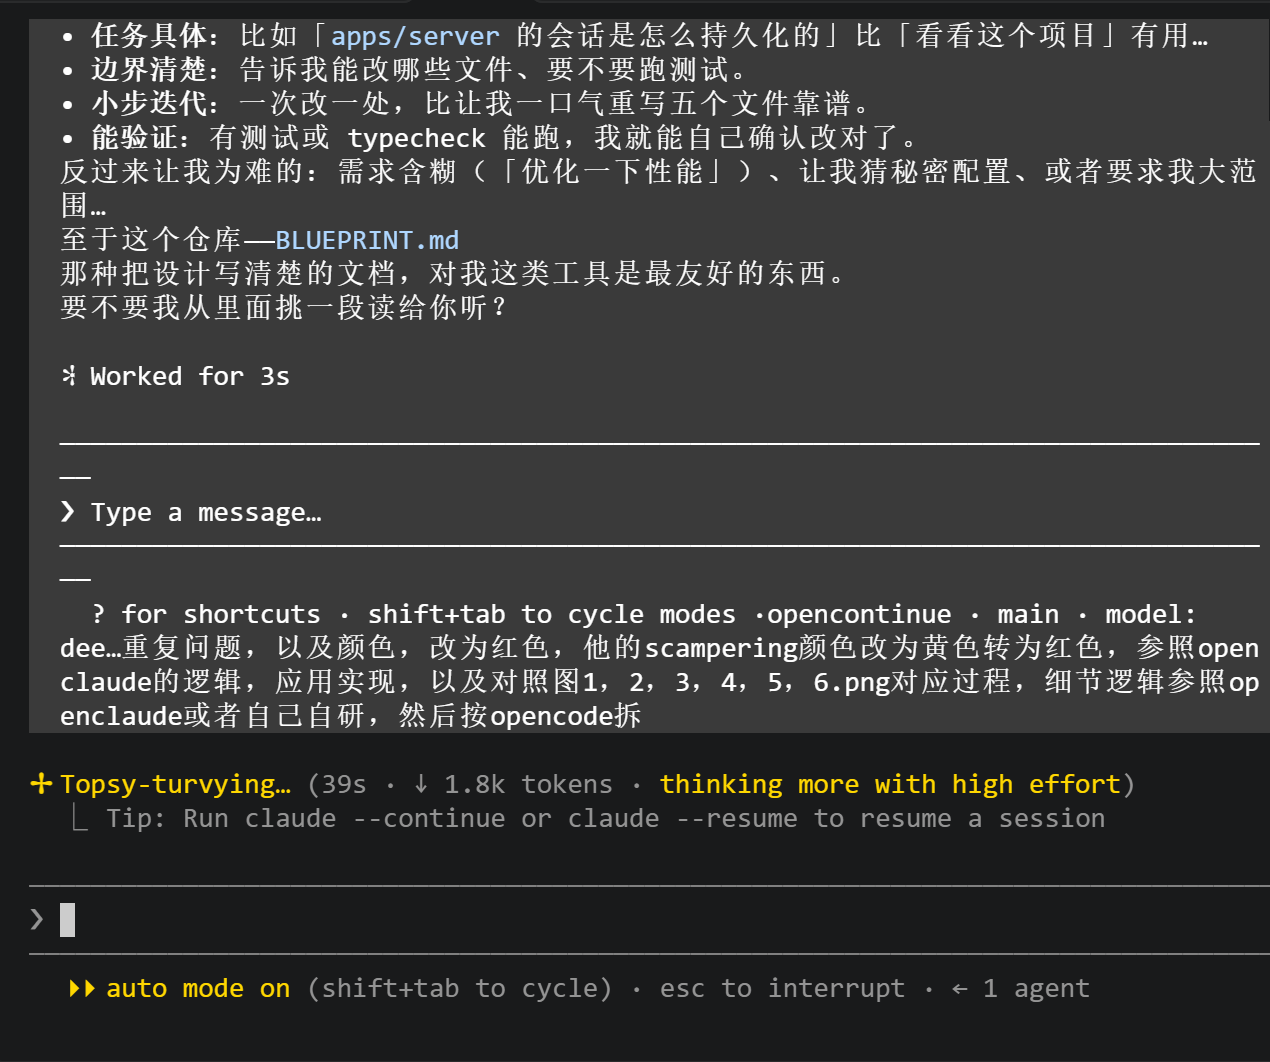 • 任务具体：比如「apps/server 的会话是怎么持久化的」比「看看这个项目」有用…
• 边界清楚：告诉我能改哪些文件、要不要跑测试。
• 小步迭代：一次改一处，比让我一口气重写五个文件靠谱。
• 能验证：有测试或 typecheck 能跑，我就能自己确认改对了。
反过来让我为难的：需求含糊（「优化一下性能」）、让我猜秘密配置、或者要求我大范
围…
至于这个仓库——BLUEPRINT.md
那种把设计写清楚的文档，对我这类工具是最友好的东西。
要不要我从里面挑一段读给你听？
Worked for 3s
❯ Type a message…
? for shortcuts · shift+tab to cycle modes ·opencontinue · main · model:
dee…重复问题，以及颜色，改为红色，他的scampering颜色改为黄色转为红色，参照open
claude的逻辑，应用实现，以及对照图1，2，3，4，5，6.png对应过程，细节逻辑参照op
enclaude或者自己自研，然后按opencode拆
✢ Topsy-turvying… (39s · ↓ 1.8k tokens · thinking more with high effort)
⎿ Tip: Run claude --continue or claude --resume to resume a session
❯
⏵⏵ auto mode on (shift+tab to cycle) · esc to interrupt · ← 1 agent